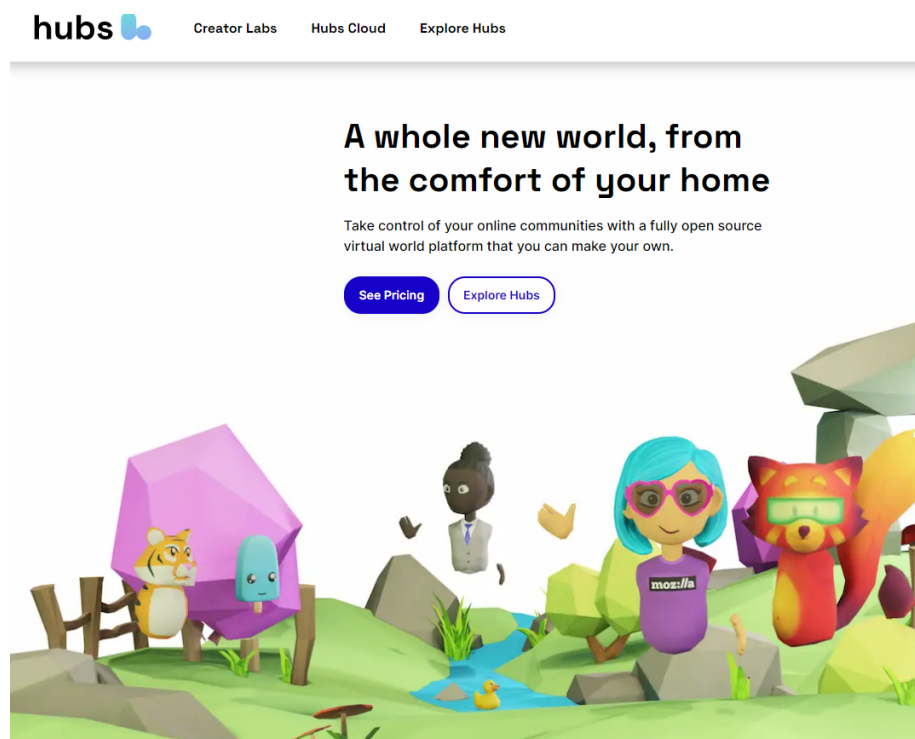 hubs
Creator Labs
Hubs Cloud
Explore Hubs
A whole new world, from
the comfort of your home
Take control of your online communities with a fully open source
virtual world platform that you can make your own.
See Pricing
Explore Hubs
moz://a